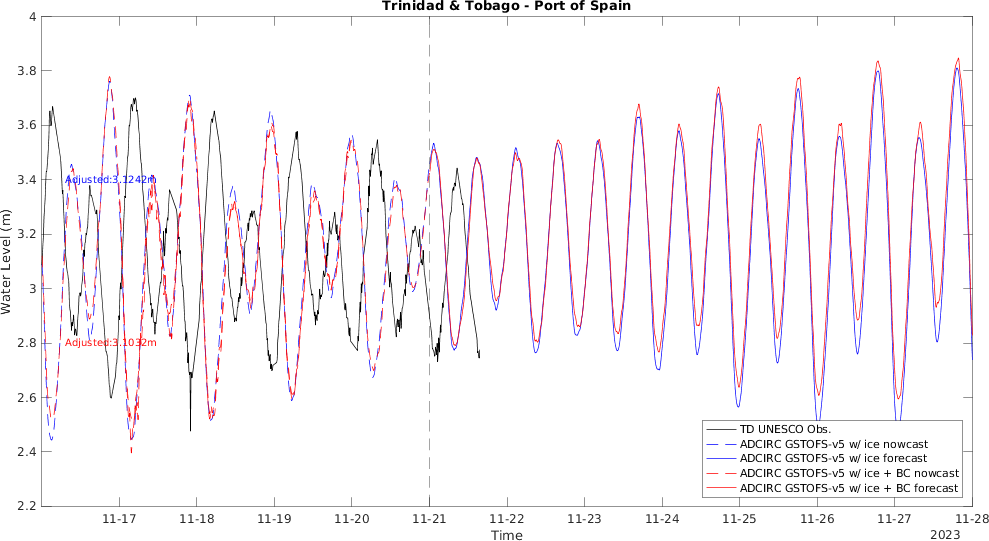 Trinidad & Tobago - Port of Spain
4
3.8
3.6
3.4
3.2
3
2.8
2.6
2.4
2.2
Water Level (m)
Adjusted:3.1242m
Adjusted:3.1032m
TD UNESCO Obs.
ADCIRC GSTOFS-v5 w/ ice nowcast
ADCIRC GSTOFS-v5 w/ ice forecast
ADCIRC GSTOFS-v5 w/ ice + BC nowcast
ADCIRC GSTOFS-v5 w/ ice + BC forecast
11-17 11-18 11-19 11-20 11-21 11-22 11-23 11-24 11-25 11-26 11-27 11-28
Time
2023